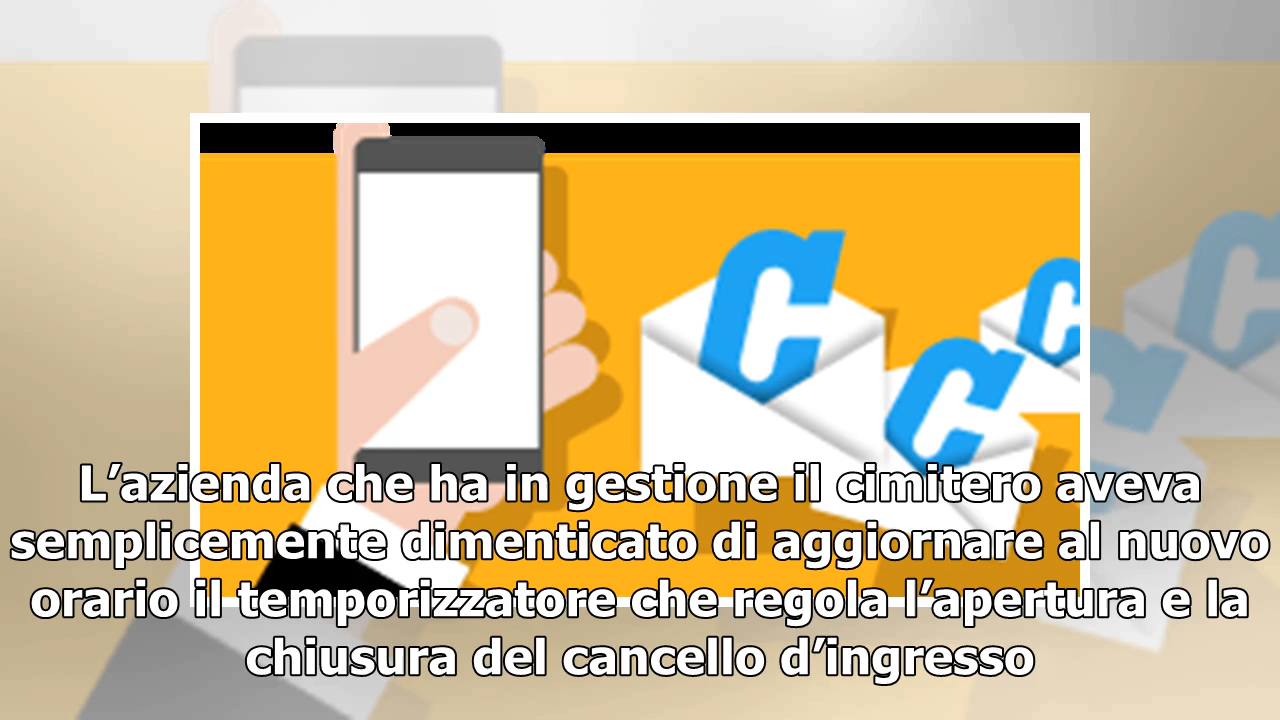 C
C
C
L’azienda che ha in gestione il cimitero aveva
semplicemente dimenticato di aggiornare al nuovo
orario il temporizzatore che regola l’apertura e la
chiusura del cancello d’ingresso